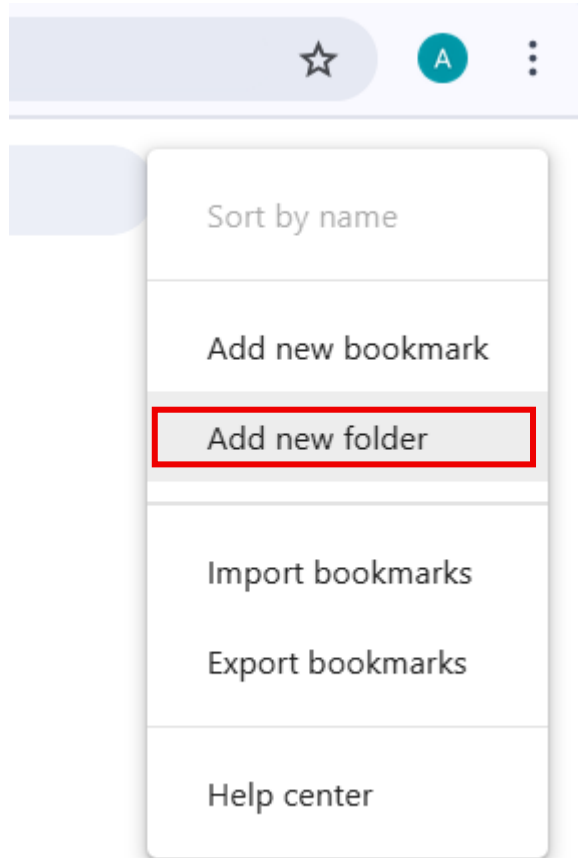 A
Sort by name
Add new bookmark
Add new folder
Import bookmarks
Export bookmarks
Help center